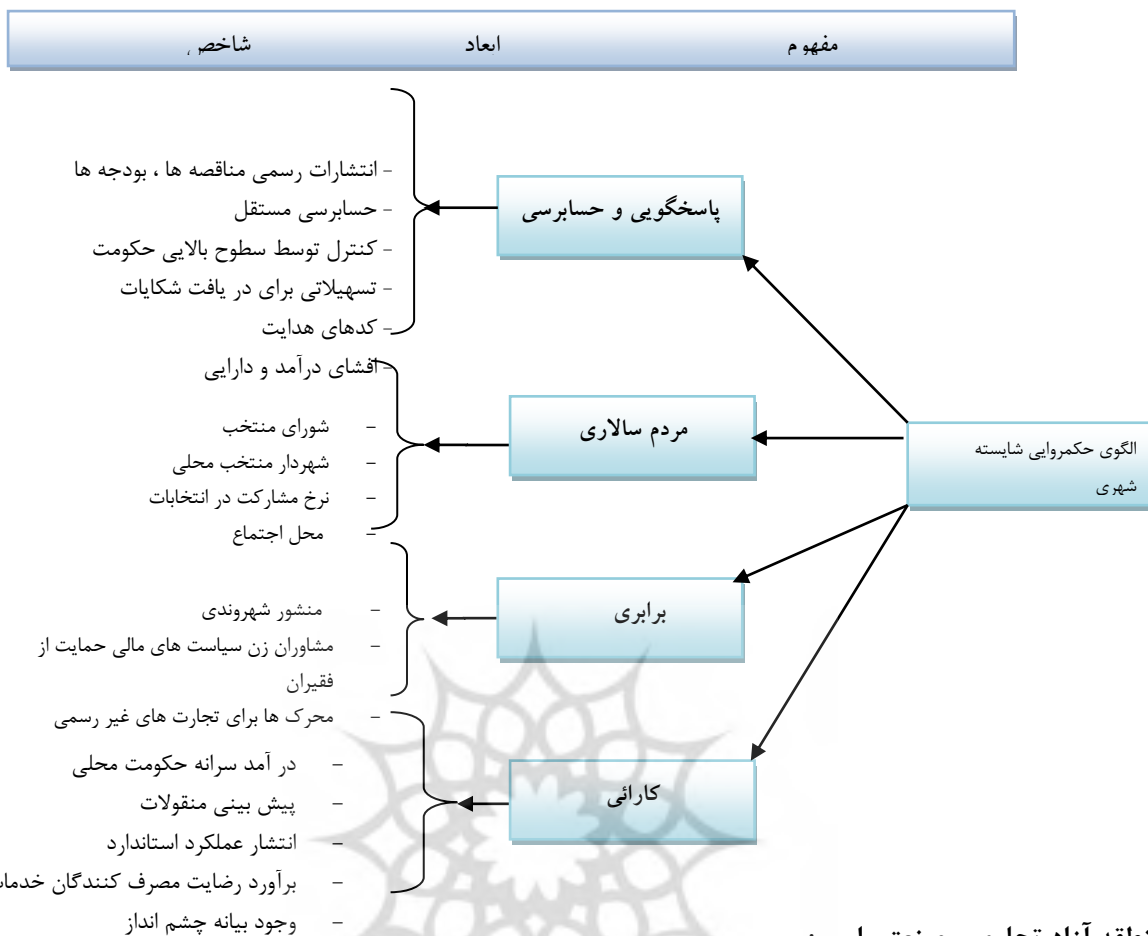 مفهوم ابعاد شاخص
الگوی حکمروایی شایسته
شهری
پاسخگویی و حسابرسی
- انتشارات رسمی مناقصه ها ، بودجه ها
- حسابرسی مستقل
- کنترل توسط سطوح بالایی حکومت
- تسهیلاتی برای در یافت شکایات
- کدهای هدایت
- افشای درآمد و دارایی
مردم سالاری
- شورای منتخب
- شهردار منتخب محلی
- نرخ مشارکت در انتخابات
- محل اجتماع
برابری
- منشور شهروندی
- مشاوران زن سیاست های مالی حمایت از
فقیران
- محرک ها برای تجارت های غیر رسمی
کارائی
- در آمد سرانه حکومت محلی
- پیش بینی منقولات
- انتشار عملکرد استاندارد
- برآورد رضایت مصرف کنندگان
- وجود بیانه چشم انداز